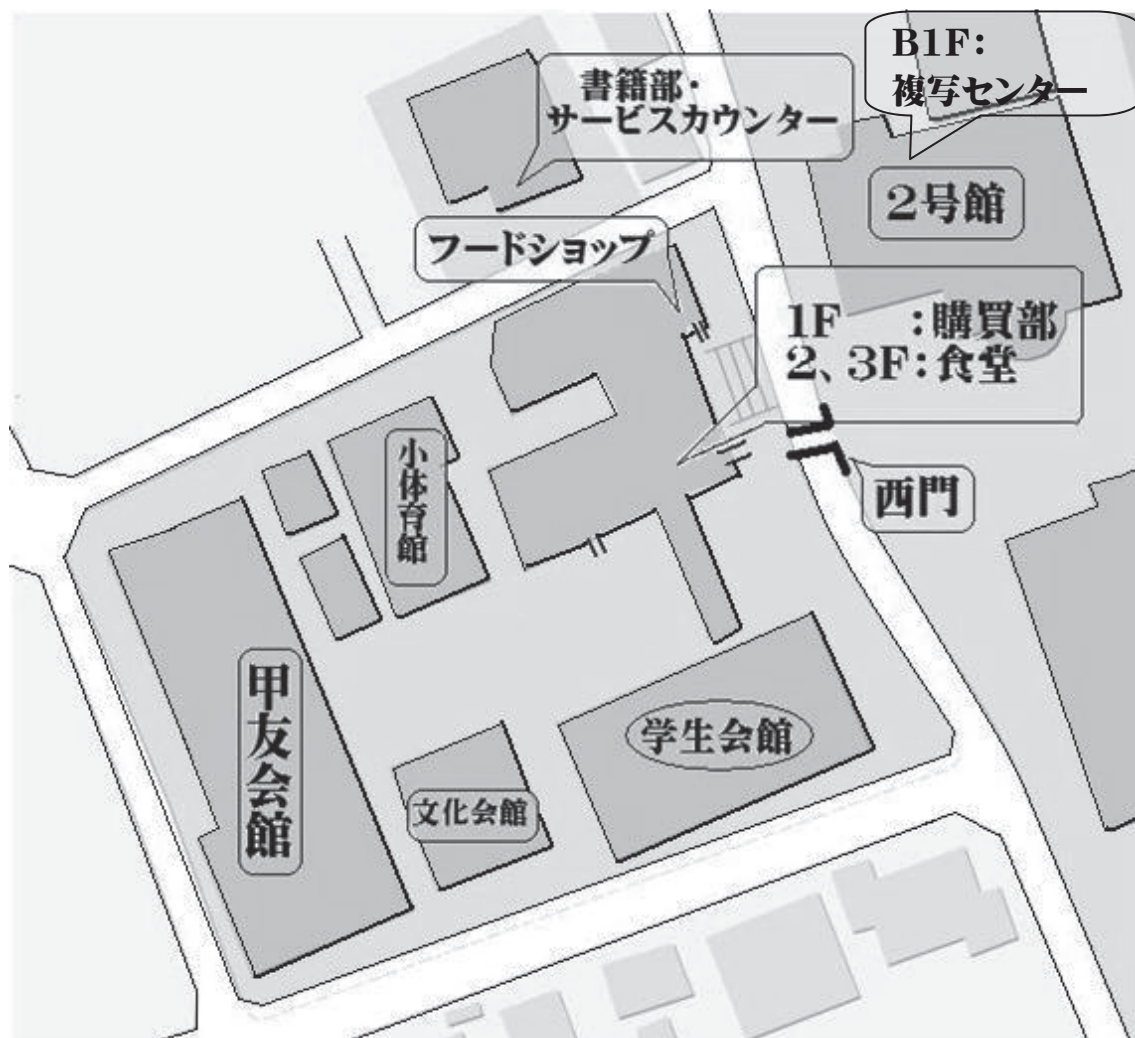 B1F:
複写センター
書籍部・
サービスカウンター
2号館
フードショップ
1F :購買部
2、3F:食堂
西門
小体育館
甲友会館
学生会館
文化会館